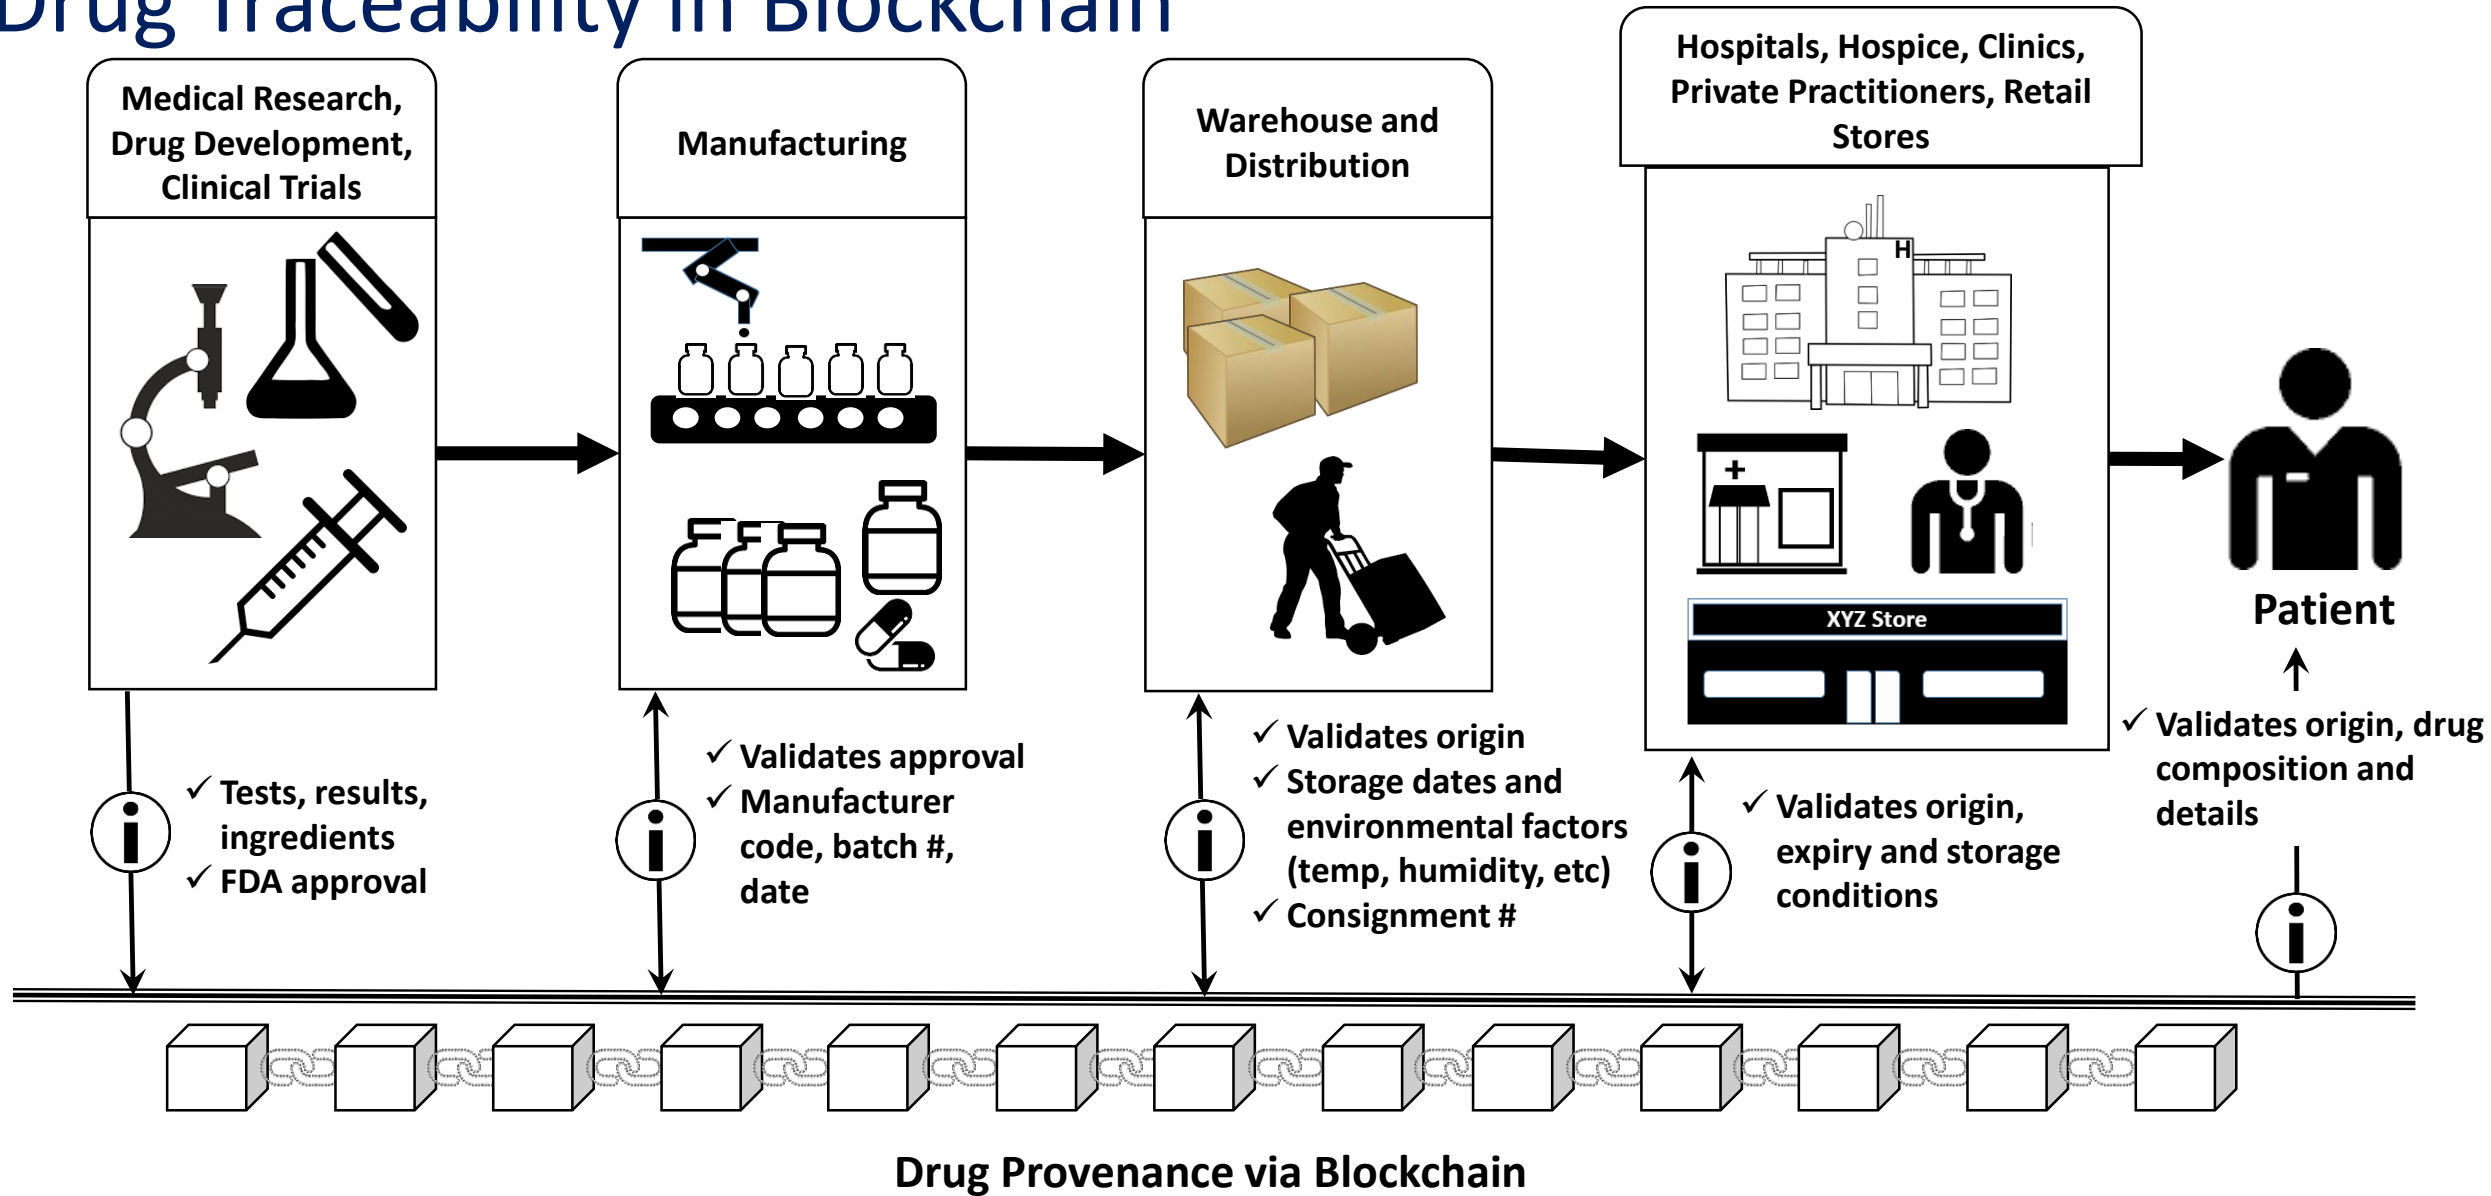 Drug Traceability in Blockchain
Medical Research,
Drug Development,
Clinical Trials
Manufacturing
Warehouse and
Distribution
Hospitals, Hospice, Clinics,
Private Practitioners, Retail
Stores
H
+
XYZ Store
Patient
✓ Tests, results,
ingredients
✓ FDA approval
i
✓ Validates approval
✓ Manufacturer
code, batch #,
date
i
✓ Validates origin
✓ Storage dates and
environmental factors
(temp, humidity, etc)
✓ Consignment #
i
✓ Validates origin,
expiry and storage
conditions
i
✓ Validates origin, drug
composition and
details
i
Drug Provenance via Blockchain